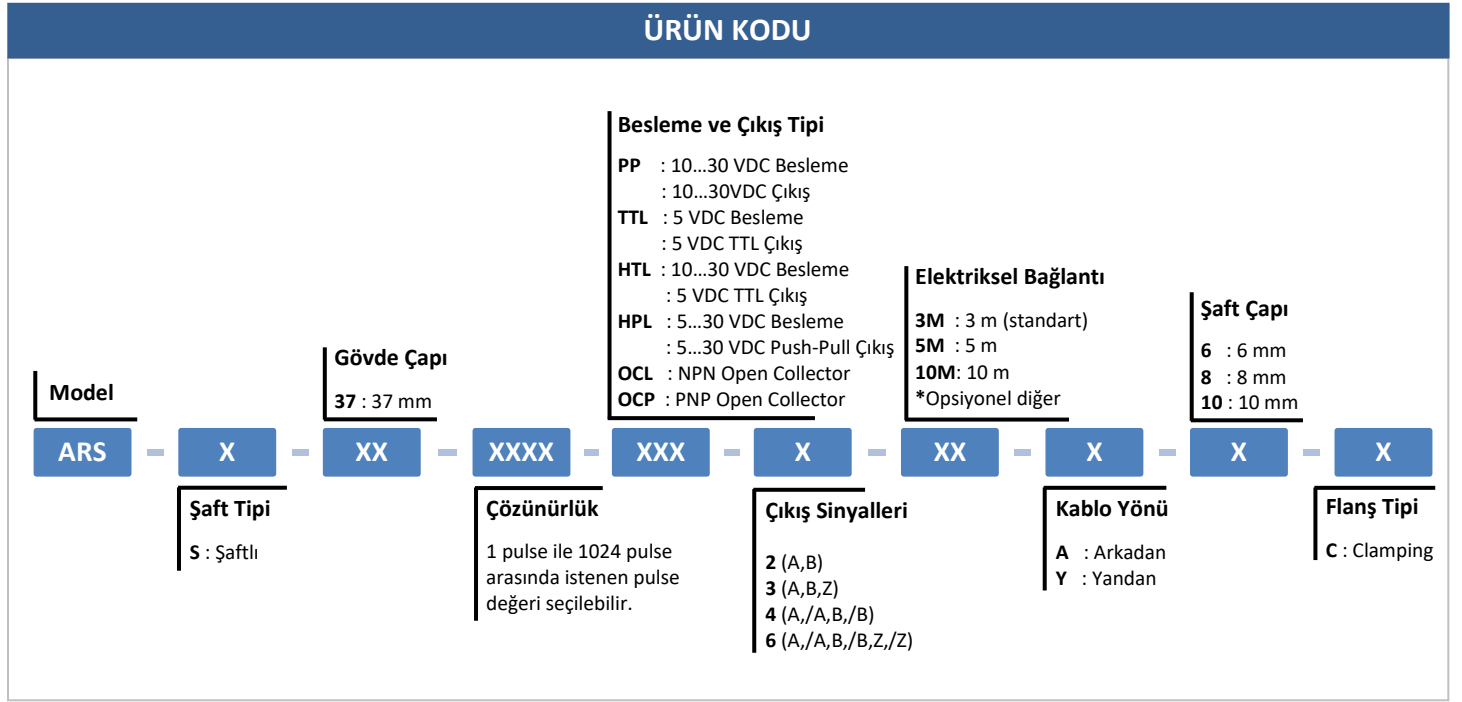 ÜRÜN KODU
Besleme ve Çıkış Tipi
PP : 10...30 VDC Besleme
: 10...30VDC Çıkış
TTL : 5 VDC Besleme
: 5 VDC TTL Çıkış
HTL : 10...30 VDC Besleme
: 5 VDC TTL Çıkış
HPL : 5...30 VDC Besleme
: 5...30 VDC Push-Pull Çıkış
OCL : NPN Open Collector
OCP : PNP Open Collector
Elektriksel Bağlantı
3M : 3 m (standart)
5M : 5 m
10M: 10 m
*Opsiyonel diğer
Şaft Çapı
6 : 6 mm
8 : 8 mm
10 : 10 mm
Gövde Çapı
37 : 37 mm
Model
ARS – X – XX – XXXX – XXX – X – XX – X – X – X
Şaft Tipi
S : Şaftlı
Çözünürlük
1 pulse ile 1024 pulse
arasında istenen pulse
değeri seçilebilir.
Çıkış Sinyalleri
2 (A,B)
3 (A,B,Z)
4 (A,/A,B,/B)
6 (A,/A,B,/B,Z,/Z)
Kablo Yönü
A : Arkadan
Y : Yandan
Flanş Tipi
C : Clamping